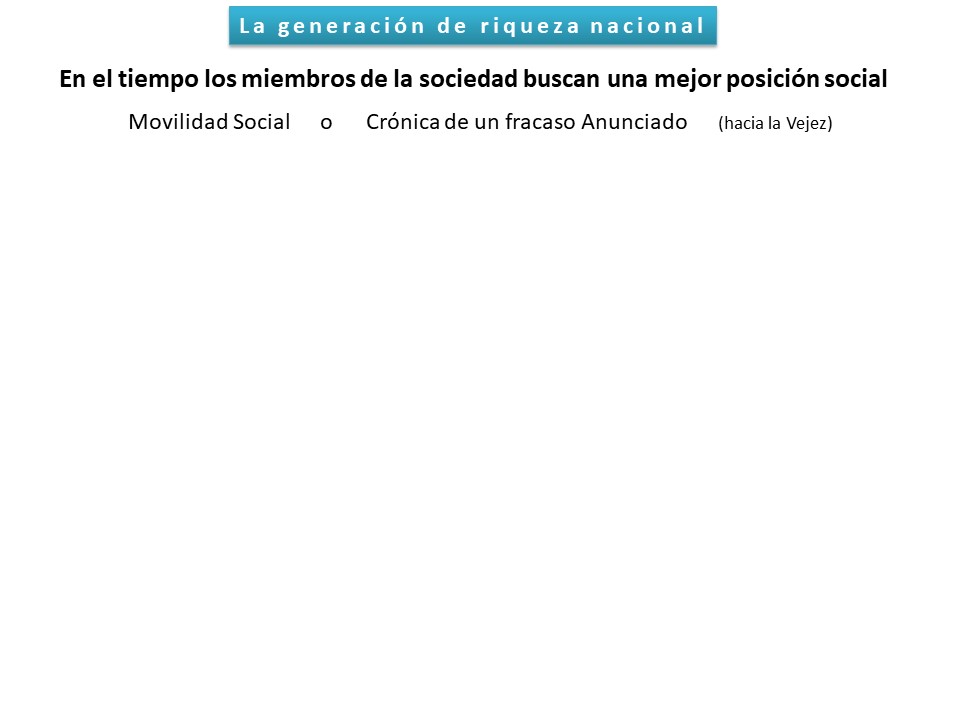 La generación de riqueza nacional
En el tiempo los miembros de la sociedad buscan una mejor posición social
Movilidad Social o Crónica de un fracaso Anunciado (hacia la Vejez)